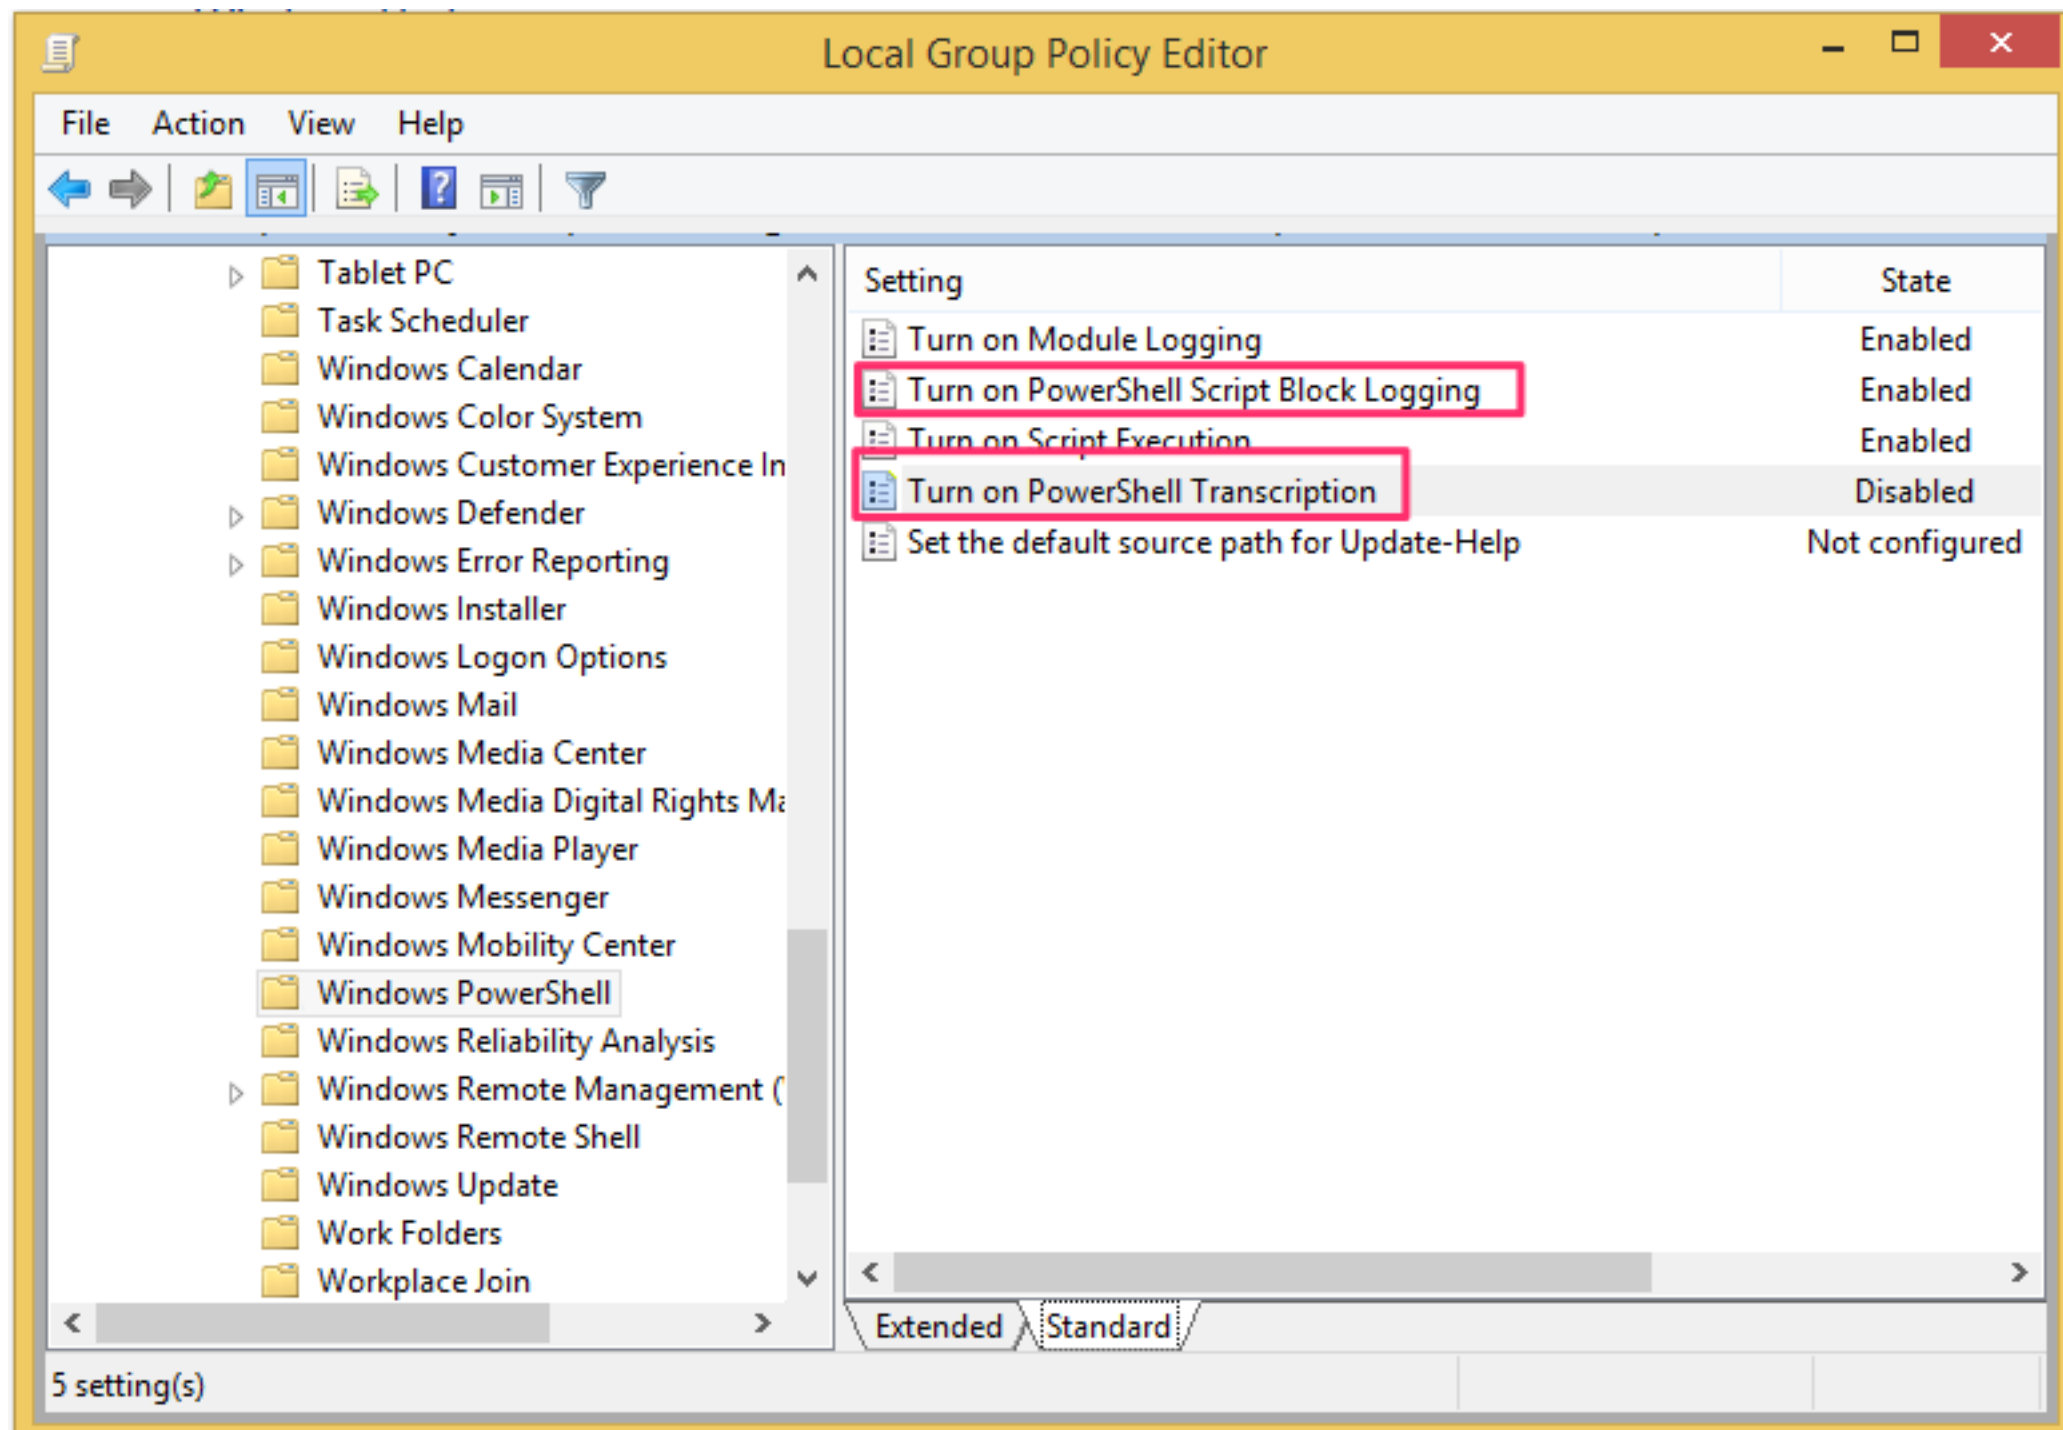 Local Group Policy Editor
File Action View Help
Tablet PC
Task Scheduler
Windows Calendar
Windows Color System
Windows Customer Experience In
Windows Defender
Windows Error Reporting
Windows Installer
Windows Logon Options
Windows Mail
Windows Media Center
Windows Media Digital Rights Ma
Windows Media Player
Windows Messenger
Windows Mobility Center
Windows PowerShell
Windows Reliability Analysis
Windows Remote Management (
Windows Remote Shell
Windows Update
Work Folders
Workplace Join
Setting State
Turn on Module Logging Enabled
Turn on PowerShell Script Block Logging Enabled
Turn on Script Execution Enabled
Turn on PowerShell Transcription Disabled
Set the default source path for Update-Help Not configured
Extended Standard
5 setting(s)